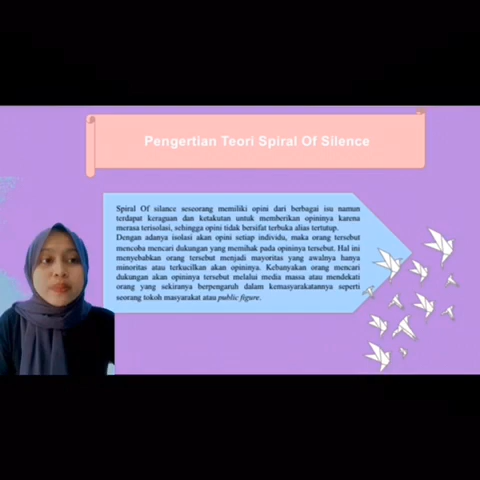 Pengertian Teori Spiral Of Silence
Spiral Of silance seseorang memiliki opini dari berbagai isu namun
terdapat keraguan dan ketakutan untuk memberikan opininya karena
merasa terisolasi, sehingga opini tidak bersifat terbuka alias tertutup.
Dengan adanya isolasi akan opini setiap individu, maka orang tersebut
mencoba mencari dukungan yang memihak pada opininya tersebut. Hal ini
menyebabkan orang tersebut menjadi mayoritas yang awalnya hanya
minoritas atau terkucilkan akan opininya. Kebanyakan orang mencari
dukungan akan opini tersebut melalui media massa atau mendekati
orang yang sekiranya berpengaruh dalam kemasyarakatannya seperti
seorang tokoh masyarakat atau public figure.